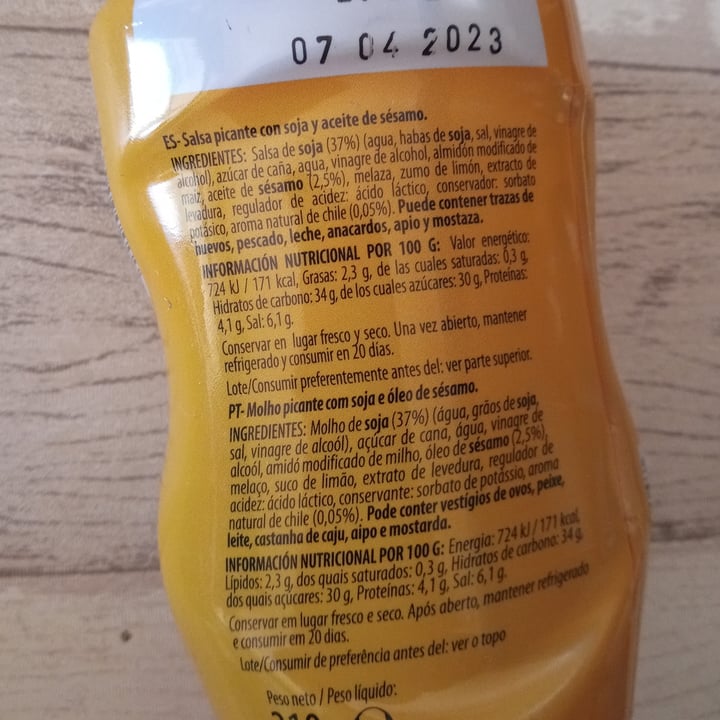 07 04 2023
ES- Salsa picante con soja y aceite de sésamo.
INGREDIENTES: Salsa de soja (37%) (agua, habas de soja, sal, vinagre de
alcohol), azúcar de caña, agua, vinagre de alcohol, almidón modificado de
maíz, aceite de sésamo (2,5%), melaza, zumo de limón, extracto de
levadura, regulador de acidez: ácido láctico, conservador: sorbato
potásico, aroma natural de chile (0,05%). Puede contener trazas de
huevos, pescado, leche, anacardos, apio y mostaza.
INFORMACIÓN NUTRICIONAL POR 100 G: Valor energético:
724 kJ / 171 kcal, Grasas: 2,3 g, de las cuales saturadas: 0,3 g,
Hidratos de carbono: 34 g, de los cuales azúcares: 30 g, Proteínas:
4,1 g, Sal: 6,1 g.
Conservar en lugar fresco y seco. Una vez abierto, mantener
refrigerado y consumir en 20 días.
Lote/Consumir preferentemente antes del: ver parte superior.
PT- Molho picante com soja e óleo de sésamo.
INGREDIENTES: Molho de soja (37%) (água, grãos de soja,
sal, vinagre de alcoól), açúcar de cana, água, vinagre de
alcoól, amidó modificado de milho, óleo de sésamo (2,5%),
melaço, suco de limão, extrato de levedura, regulador de
acidez: ácido láctico, conservante: sorbato de potássio, aroma
natural de chile (0,05%). Pode conter vestígios de ovos, peixe,
leite, castanha de caju, aipo e mostarda.
INFORMACIÓN NUTRICIONAL POR 100 G: Energia: 724 kJ / 171 kcal,
Lípidos: 2,3 g, dos quais saturados: 0,3 g, Hidratos de carbono: 34 g,
dos quais açúcares: 30 g, Proteínas: 4,1 g, Sal: 6,1 g.
Conservar em lugar fresco e seco. Após aberto, mantener refrigerado
e consumir em 20 dias.
Lote/Consumir de preferência antes del: ver o topo
Peso neto / Peso líquido: